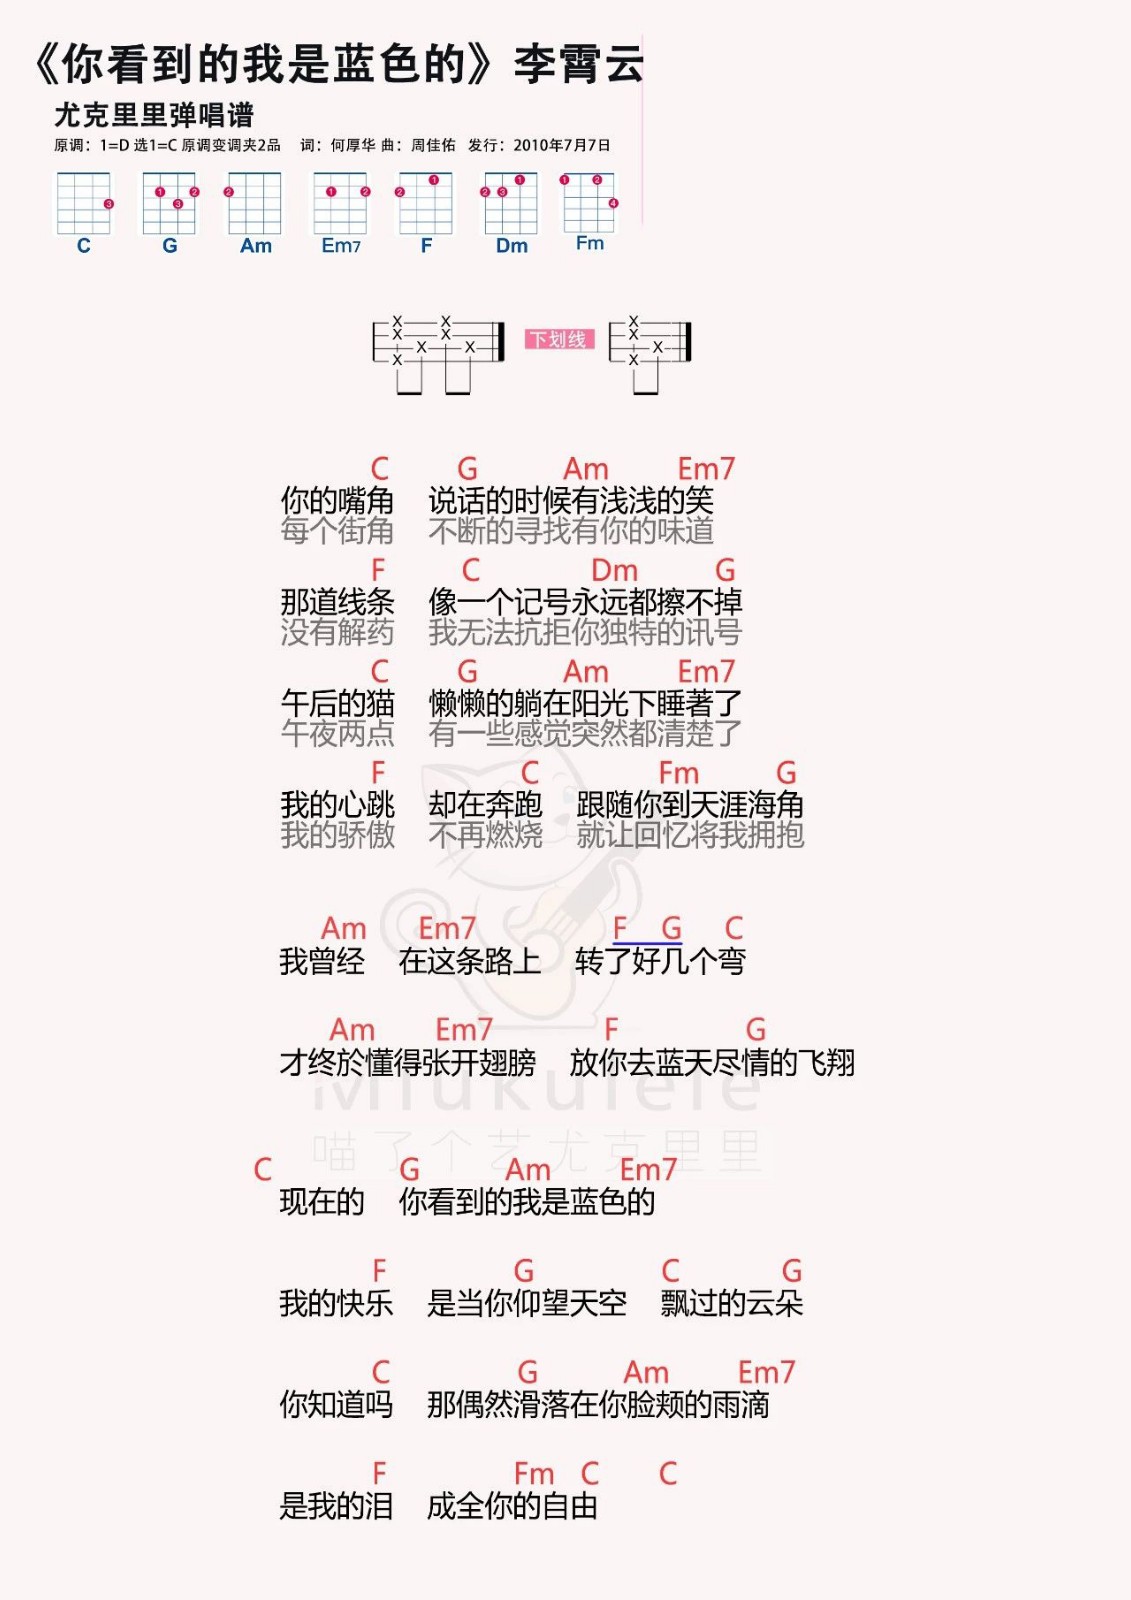 《你看到的我是蓝色的》李霄云
尤克里里弹唱谱
原调：1=D 选1=C 原调变调夹2品 词：何厚华 曲：周佳佑 发行：2010年7月7日
3 1 2 3 2 1 2 1 2 1 2 3 1 2 4
C G Am Em7 F Dm Fm
下划线
C G Am Em7
你的嘴角 说话的时候有浅浅的笑
每个街角 不断的寻找有你的味道
F C Dm G
那道线条 像一个记号永远都擦不掉
没有解药 我无法抗拒你独特的讯号
C G Am Em7
午后的猫 懒懒的躺在阳光下睡著了
午夜两点 有一些感觉突然都清楚了
F C Fm G
我的心跳 却在奔跑 跟随你到天涯海角
我的骄傲 不再燃烧 就让回忆将我拥抱
Am Em7 F G C
我曾经 在这条路上 转了好几个弯
Am Em7 F G
才终於懂得张开翅膀 放你去蓝天尽情的飞翔
Miukulele
喵了个艺尤克里里
C G Am Em7
现在的 你看到的我是蓝色的
F G C G
我的快乐 是当你仰望天空 飘过的云朵
C G Am Em7
你知道吗 那偶然滑落在你脸颊的雨滴
F Fm C C
是我的泪 成全你的自由